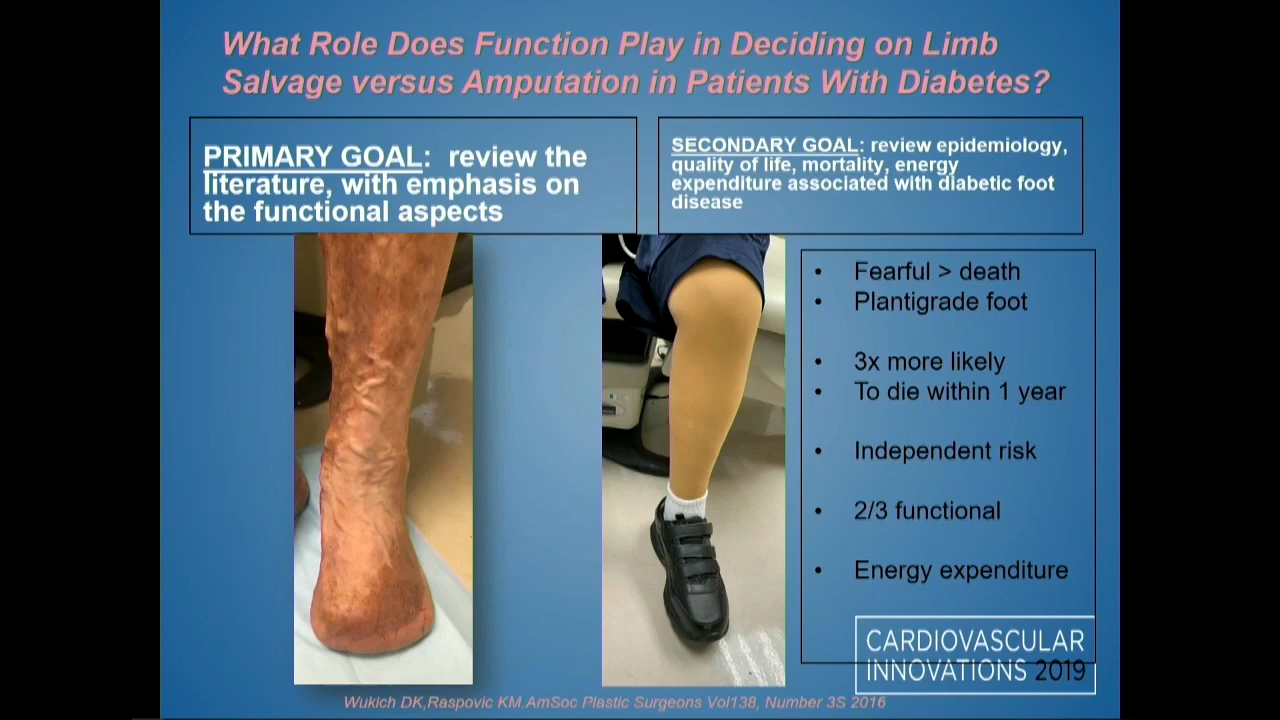 What Role Does Function Play in Deciding on Limb
Salvage versus Amputation in Patients With Diabetes?
PRIMARY GOAL: review the
literature, with emphasis on
the functional aspects
SECONDARY GOAL: review epidemiology,
quality of life, mortality, energy
expenditure associated with diabetic foot
disease
• Fearful > death
• Plantigrade foot
• 3x more likely
• To die within 1 year
• Independent risk
• 2/3 functional
• Energy expenditure
CARDIOVASCULAR
INNOVATIONS 2019
Wukich DK,Raspovic KM.AmSoc Plastic Surgeons Vol138, Number 3S 2016